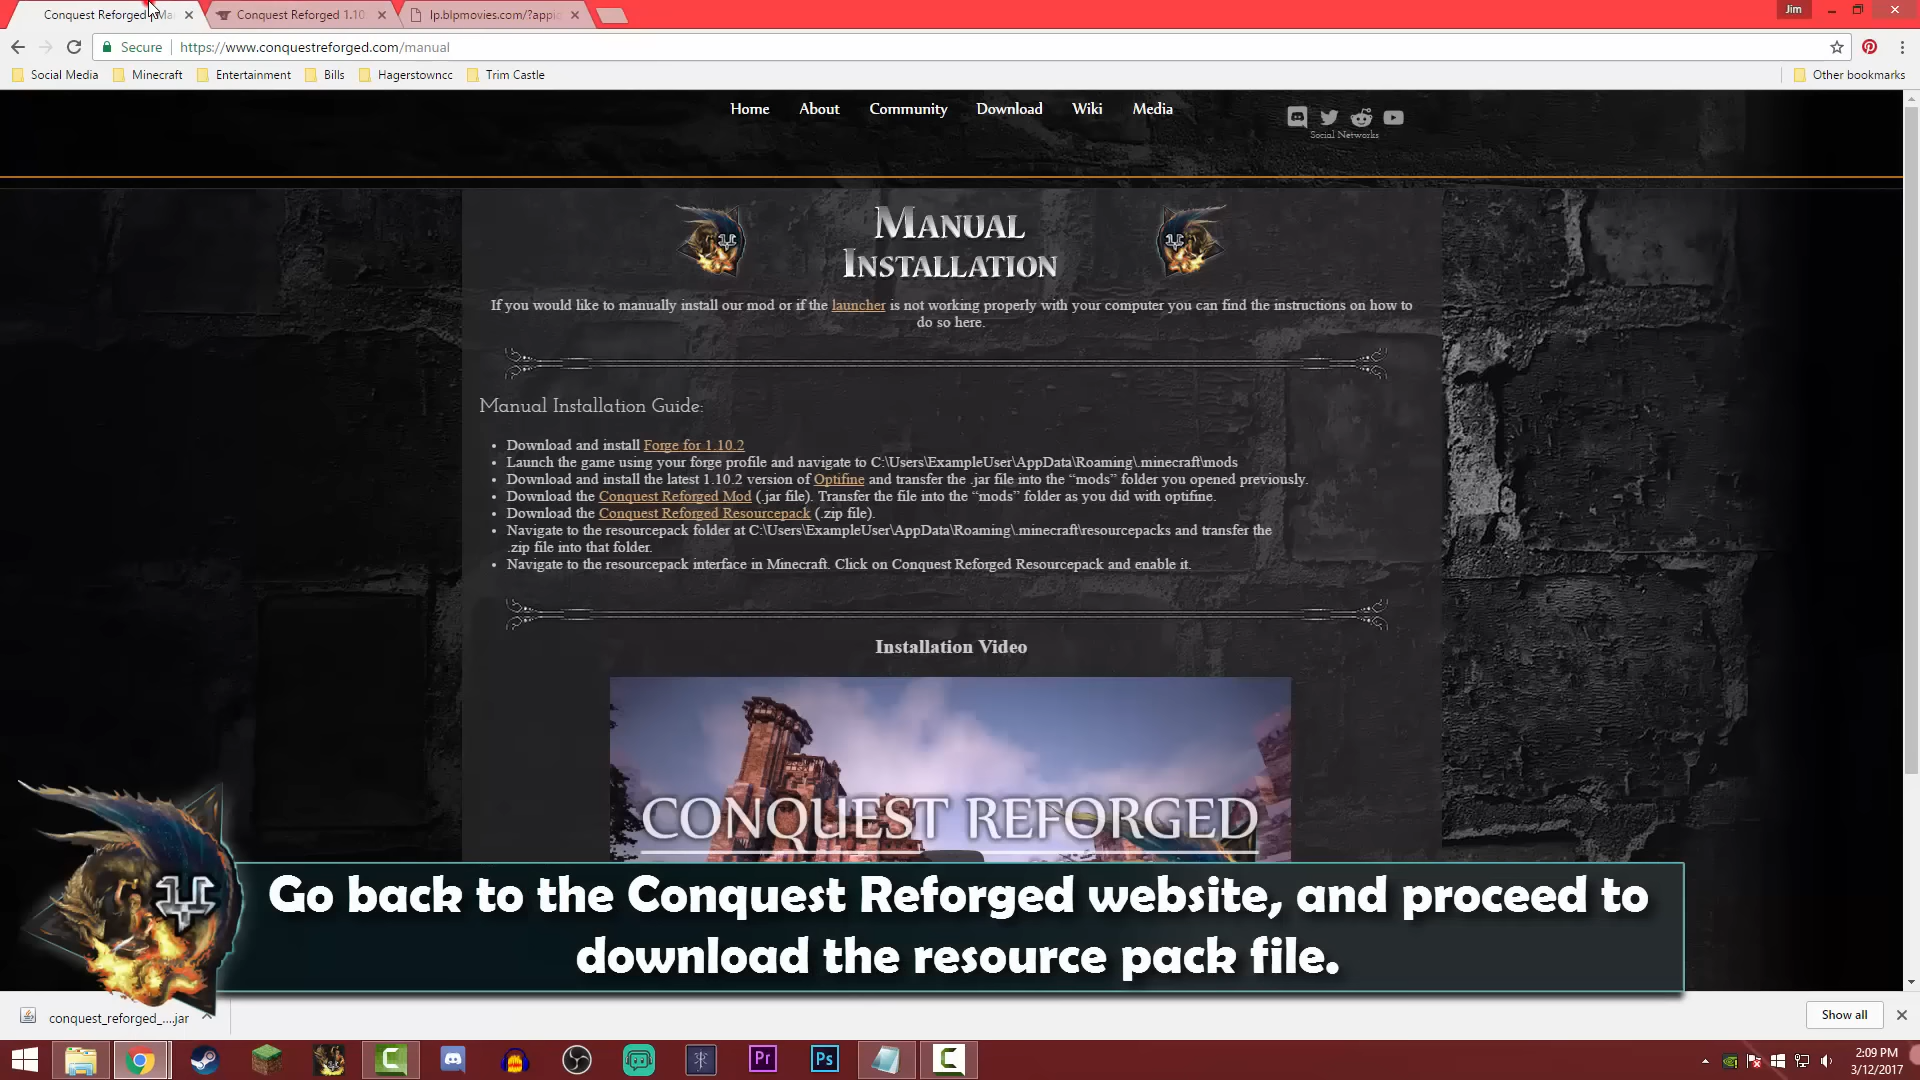 Conquest Reforged - Ma
Conquest Reforged 1.10
lp.blpmovies.com/?appi
Jim
Secure
https://www.conquestreforged.com/manual
Social Media
Minecraft
Entertainment
Bills
Hagerstowncc
Trim Castle
Other bookmarks
Home
About
Community
Download
Wiki
Media
Social Networks
MANUAL
INSTALLATION
If you would like to manually install our mod or if the launcher is not working properly with your computer you can find the instructions on how to
do so here.
Manual Installation Guide:
• Download and install Forge for 1.10.2
• Launch the game using your forge profile and navigate to C:\Users\ExampleUser\AppData\Roaming\.minecraft\mods
• Download and install the latest 1.10.2 version of Optifine and transfer the .jar file into the “mods” folder you opened previously.
• Download the Conquest Reforged Mod (.jar file). Transfer the file into the “mods” folder as you did with optifine.
• Download the Conquest Reforged Resourcepack (.zip file).
• Navigate to the resourcepack folder at C:\Users\ExampleUser\AppData\Roaming\.minecraft\resourcepacks and transfer the
.zip file into that folder.
• Navigate to the resourcepack interface in Minecraft. Click on Conquest Reforged Resourcepack and enable it.
Installation Video
CONQUEST REFORGED
Go back to the Conquest Reforged website, and proceed to
download the resource pack file.
conquest_reforged_....jar
Show all
Pr
Ps
2:09 PM
3/12/2017